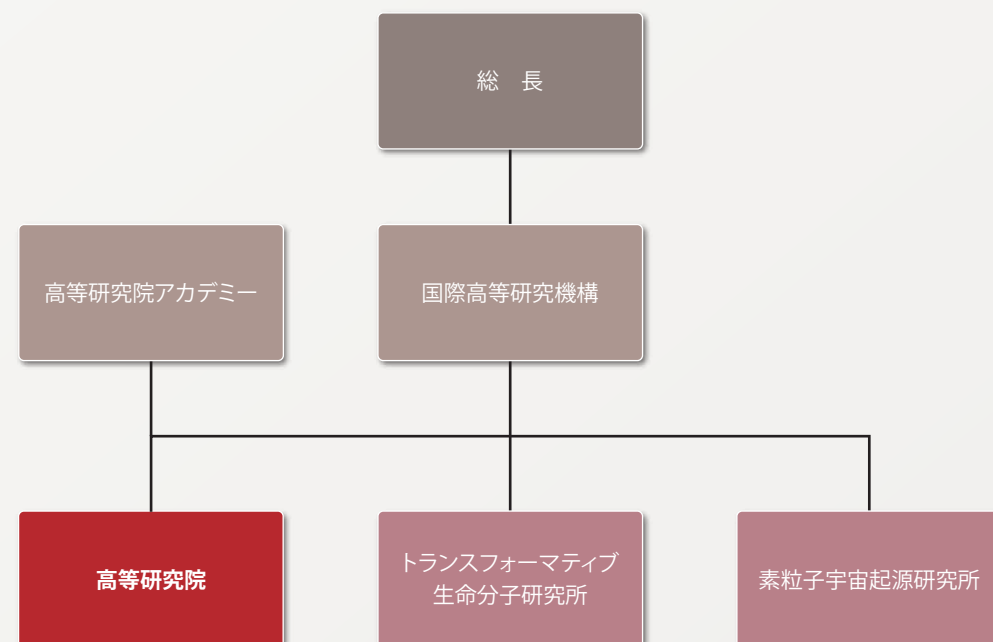 総　長
高等研究院アカデミー
国際高等研究機構
高等研究院
トランスフォーマティブ
生命分子研究所
素粒子宇宙起源研究所